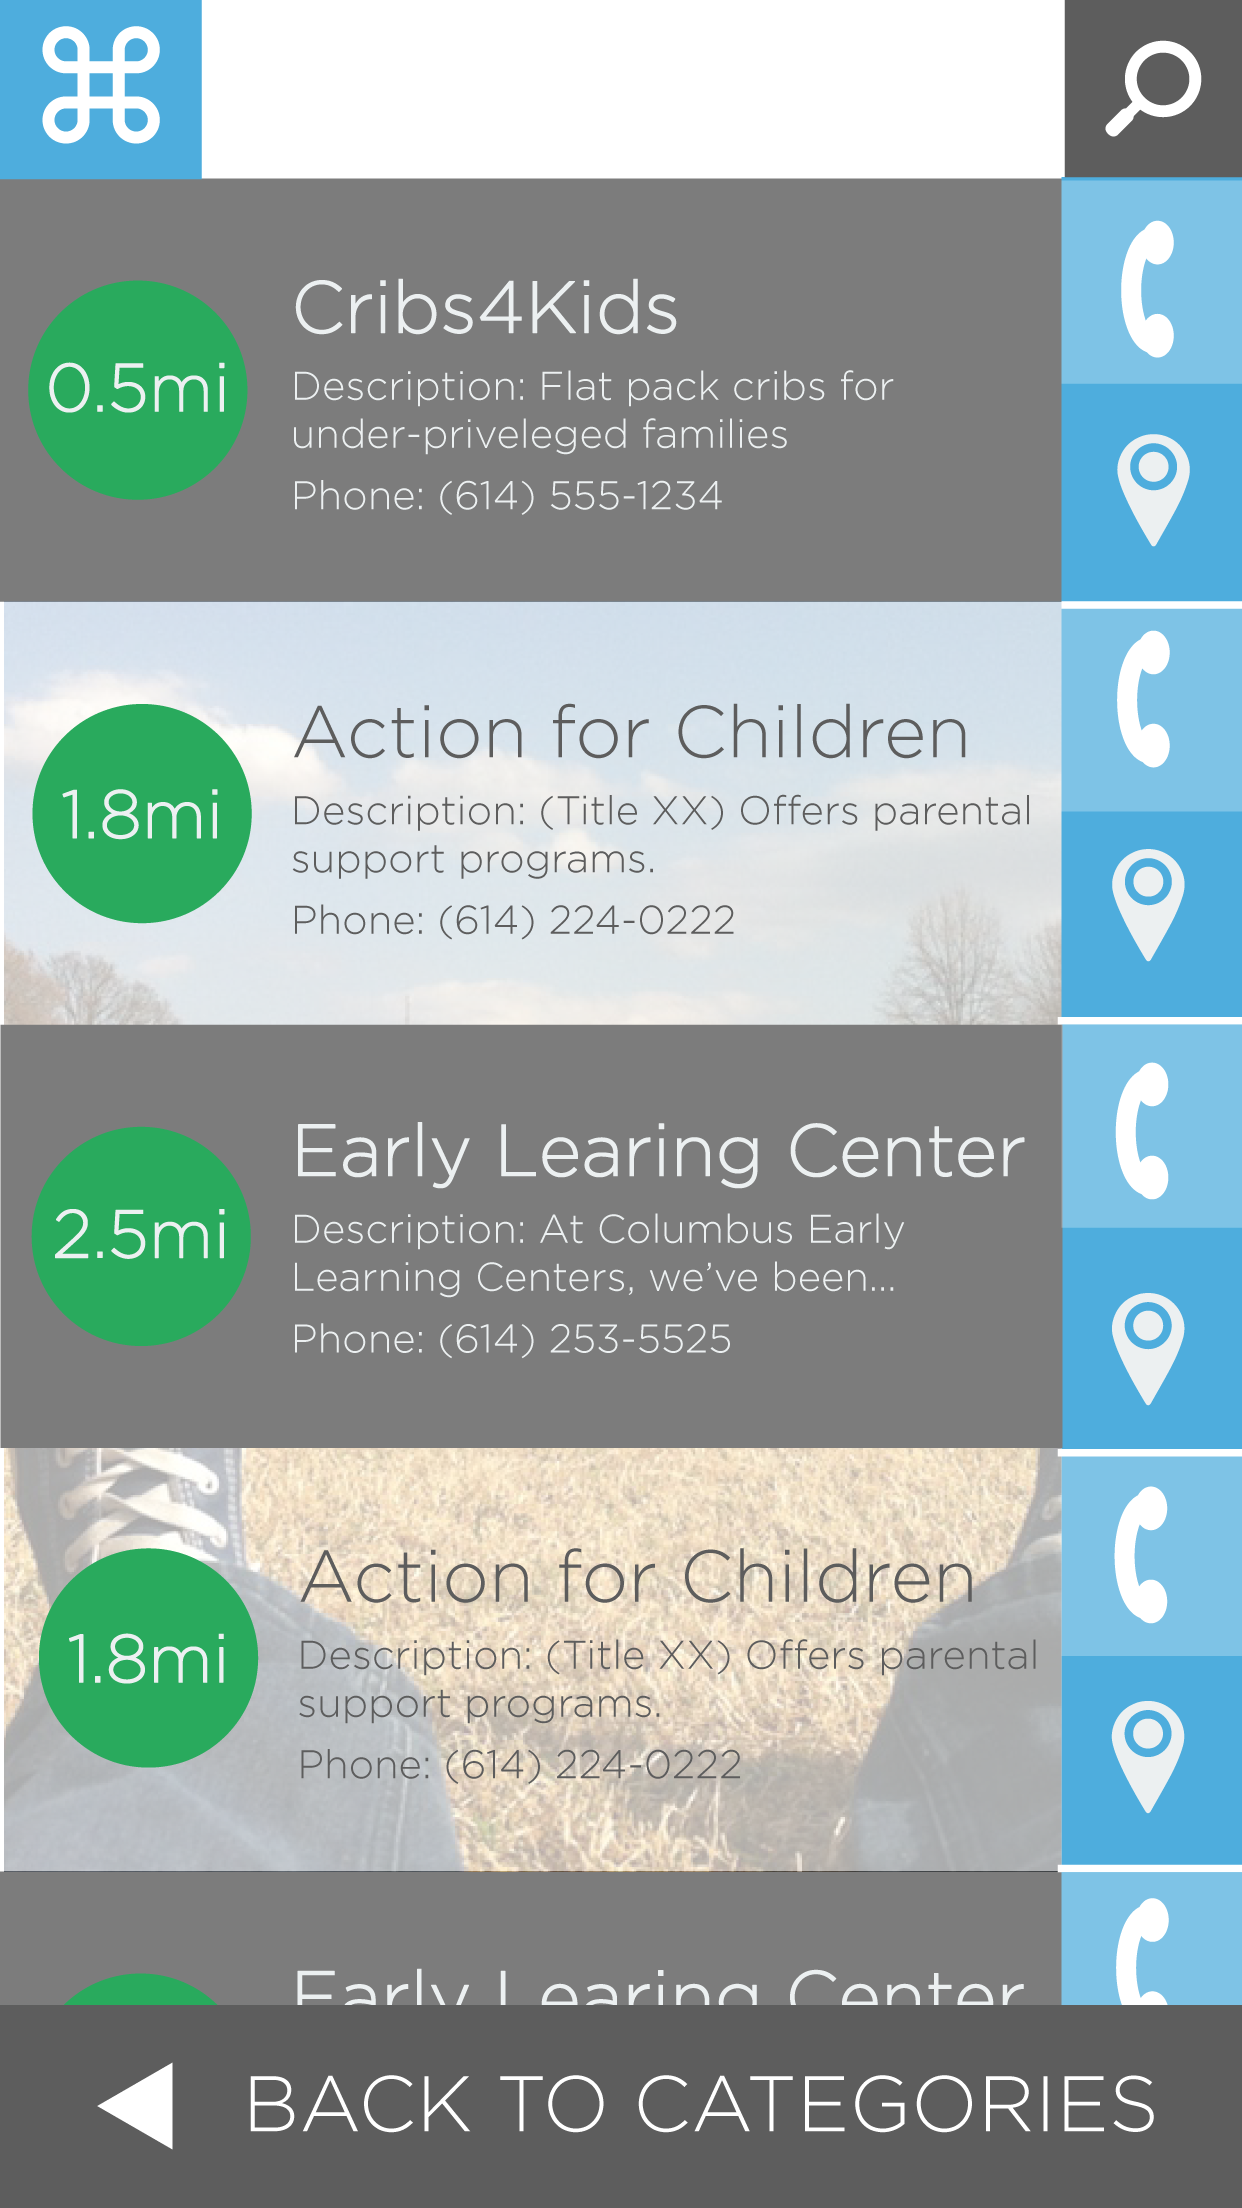 Cribs4Kids
0.5mi
Description: Flat pack cribs for
under-priveleged families
Phone: (614) 555-1234
Action for Children
1.8mi
Description: (Title XX) Offers parental
support programs.
Phone: (614) 224-0222
Early Learing Center
2.5mi
Description: At Columbus Early
Learning Centers, we’ve been...
Phone: (614) 253-5525
Action for Children
1.8mi
Description: (Title XX) Offers parental
support programs.
Phone: (614) 224-0222
Early Learing Center
BACK TO CATEGORIES